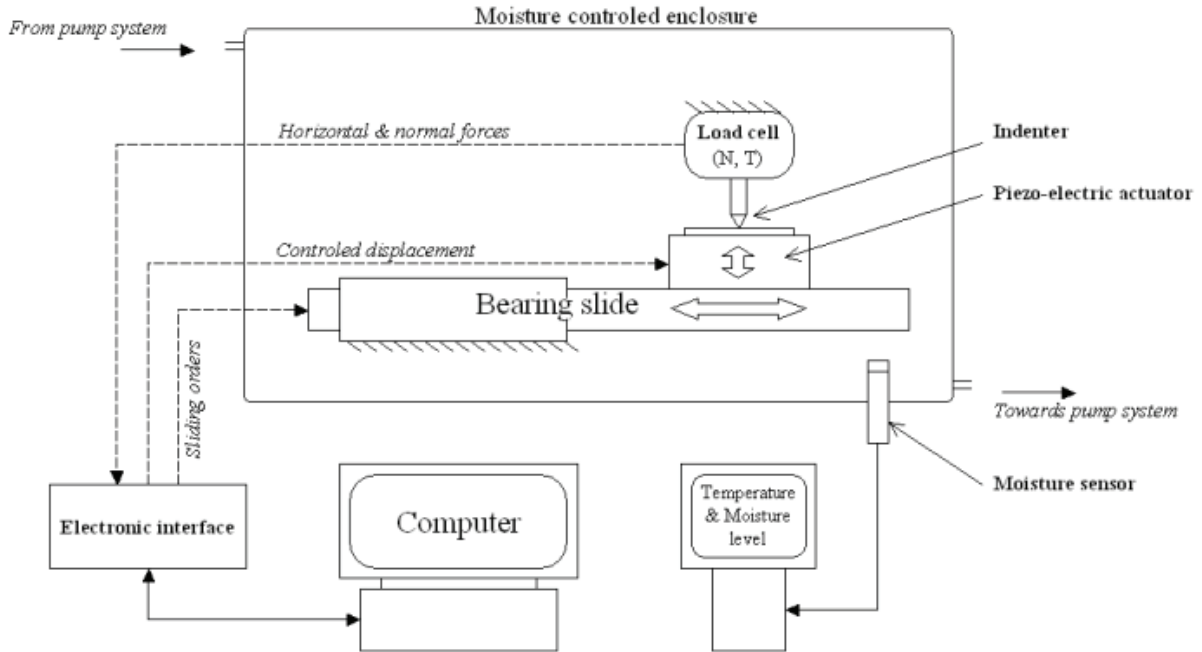 Moisture controled enclosure
From pump system
Horizontal & normal forces
Load cell
(N, T)
Indenter
Piezo-electric actuator
Controled displacement
Bearing slide
Sliding orders
Towards pump system
Moisture sensor
Electronic interface
Computer
Temperature
& Moisture
level